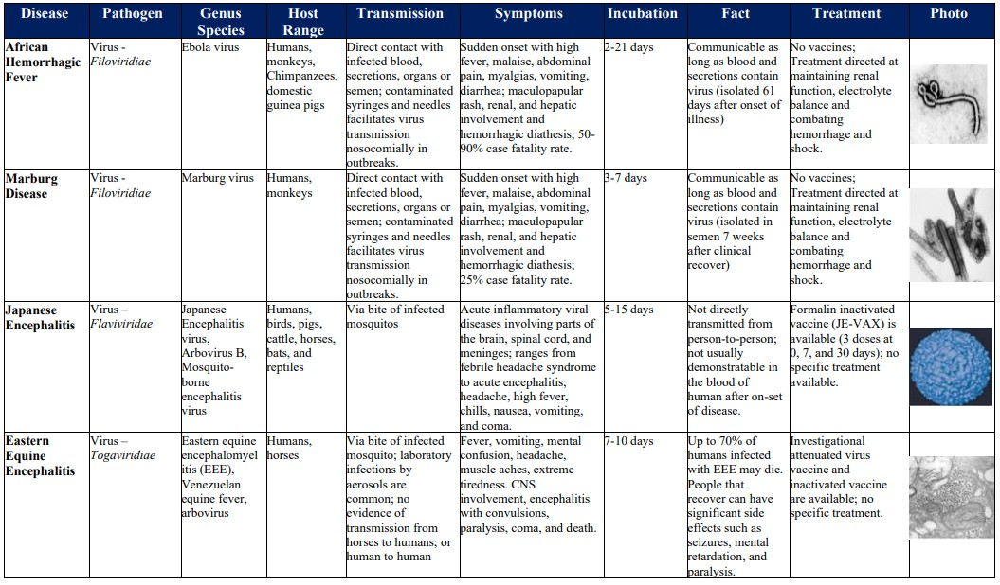 Disease Pathogen Genus Species Host Range Transmission Symptoms Incubation Fact Treatment Photo
African
Hemorrhagic
Fever
Virus -
Filoviridae
Ebola virus
Humans,
monkeys,
Chimpanzees,
domestic
guinea pigs
Direct contact with
infected blood,
secretions, organs or
semen; contaminated
syringes and needles
facilitates virus
transmission
nosocomially in
outbreaks.
Sudden onset with high
fever, malaise, abdominal
pain, myalgias, vomiting,
diarrhea; maculopapular
rash, renal, and hepatic
involvement and
hemorrhagic diathesis; 50-
90% case fatality rate.
2-21 days
Communicable as
long as blood and
secretions contain
virus (isolated 61
days after onset of
illness)
No vaccines;
Treatment directed at
maintaining renal
function, electrolyte
balance and
combating
hemorrhage and
shock.
Marburg
Disease
Virus -
Filoviridae
Marburg virus
Humans,
monkeys
Direct contact with
infected blood,
secretions, organs or
semen; contaminated
syringes and needles
facilitates virus
transmission
nosocomially in
outbreaks.
Sudden onset with high
fever, malaise, abdominal
pain, myalgias, vomiting,
diarrhea; maculopapular
rash, renal, and hepatic
involvement and
hemorrhagic diathesis;
25% case fatality rate.
3-7 days
Communicable as
long as blood and
secretions contain
virus (isolated in
semen 7 weeks
after clinical
recover)
No vaccines;
Treatment directed at
maintaining renal
function, electrolyte
balance and
combating
hemorrhage and
shock.
Japanese
Encephalitis
Virus –
Flaviviridae
Japanese
Encephalitis
virus,
Arbovirus B,
Mosquito-
borne
encephalitis
virus
Humans,
birds, pigs,
cattle, horses,
bats, and
reptiles
Via bite of infected
mosquitos
Acute inflammatory viral
diseases involving parts of
the brain, spinal cord, and
meninges; ranges from
febrile headache syndrome
to acute encephalitis;
headache, high fever,
chills, nausea, vomiting,
and coma.
5-15 days
Not directly
transmitted from
person-to-person;
not usually
demonstratable in
the blood of
human after on-set
of disease.
Formalin inactivated
vaccine (JE-VAX) is
available (3 doses at
0, 7, and 30 days); no
specific treatment
available.
Eastern
Equine
Encephalitis
Virus –
Togaviridiae
Eastern equine
encephalomyel
itis (EEE),
Venezuelan
equine fever,
arbovirus
Humans,
horses
Via bite of infected
mosquito; laboratory
infections by
aerosols are
common; no
evidence of
transmission from
horses to humans; or
human to human
Fever, vomiting, mental
confusion, headache,
muscle aches, extreme
tiredness. CNS
involvement, encephalitis
with convulsions,
paralysis, coma, and death.
7-10 days
Up to 70% of
humans infected
with EEE may die.
People that
recover can have
significant side
effects such as
seizures, mental
retardation, and
paralysis.
Investigational
attenuated virus
vaccine and
inactivated vaccine
are available; no
specific treatment.